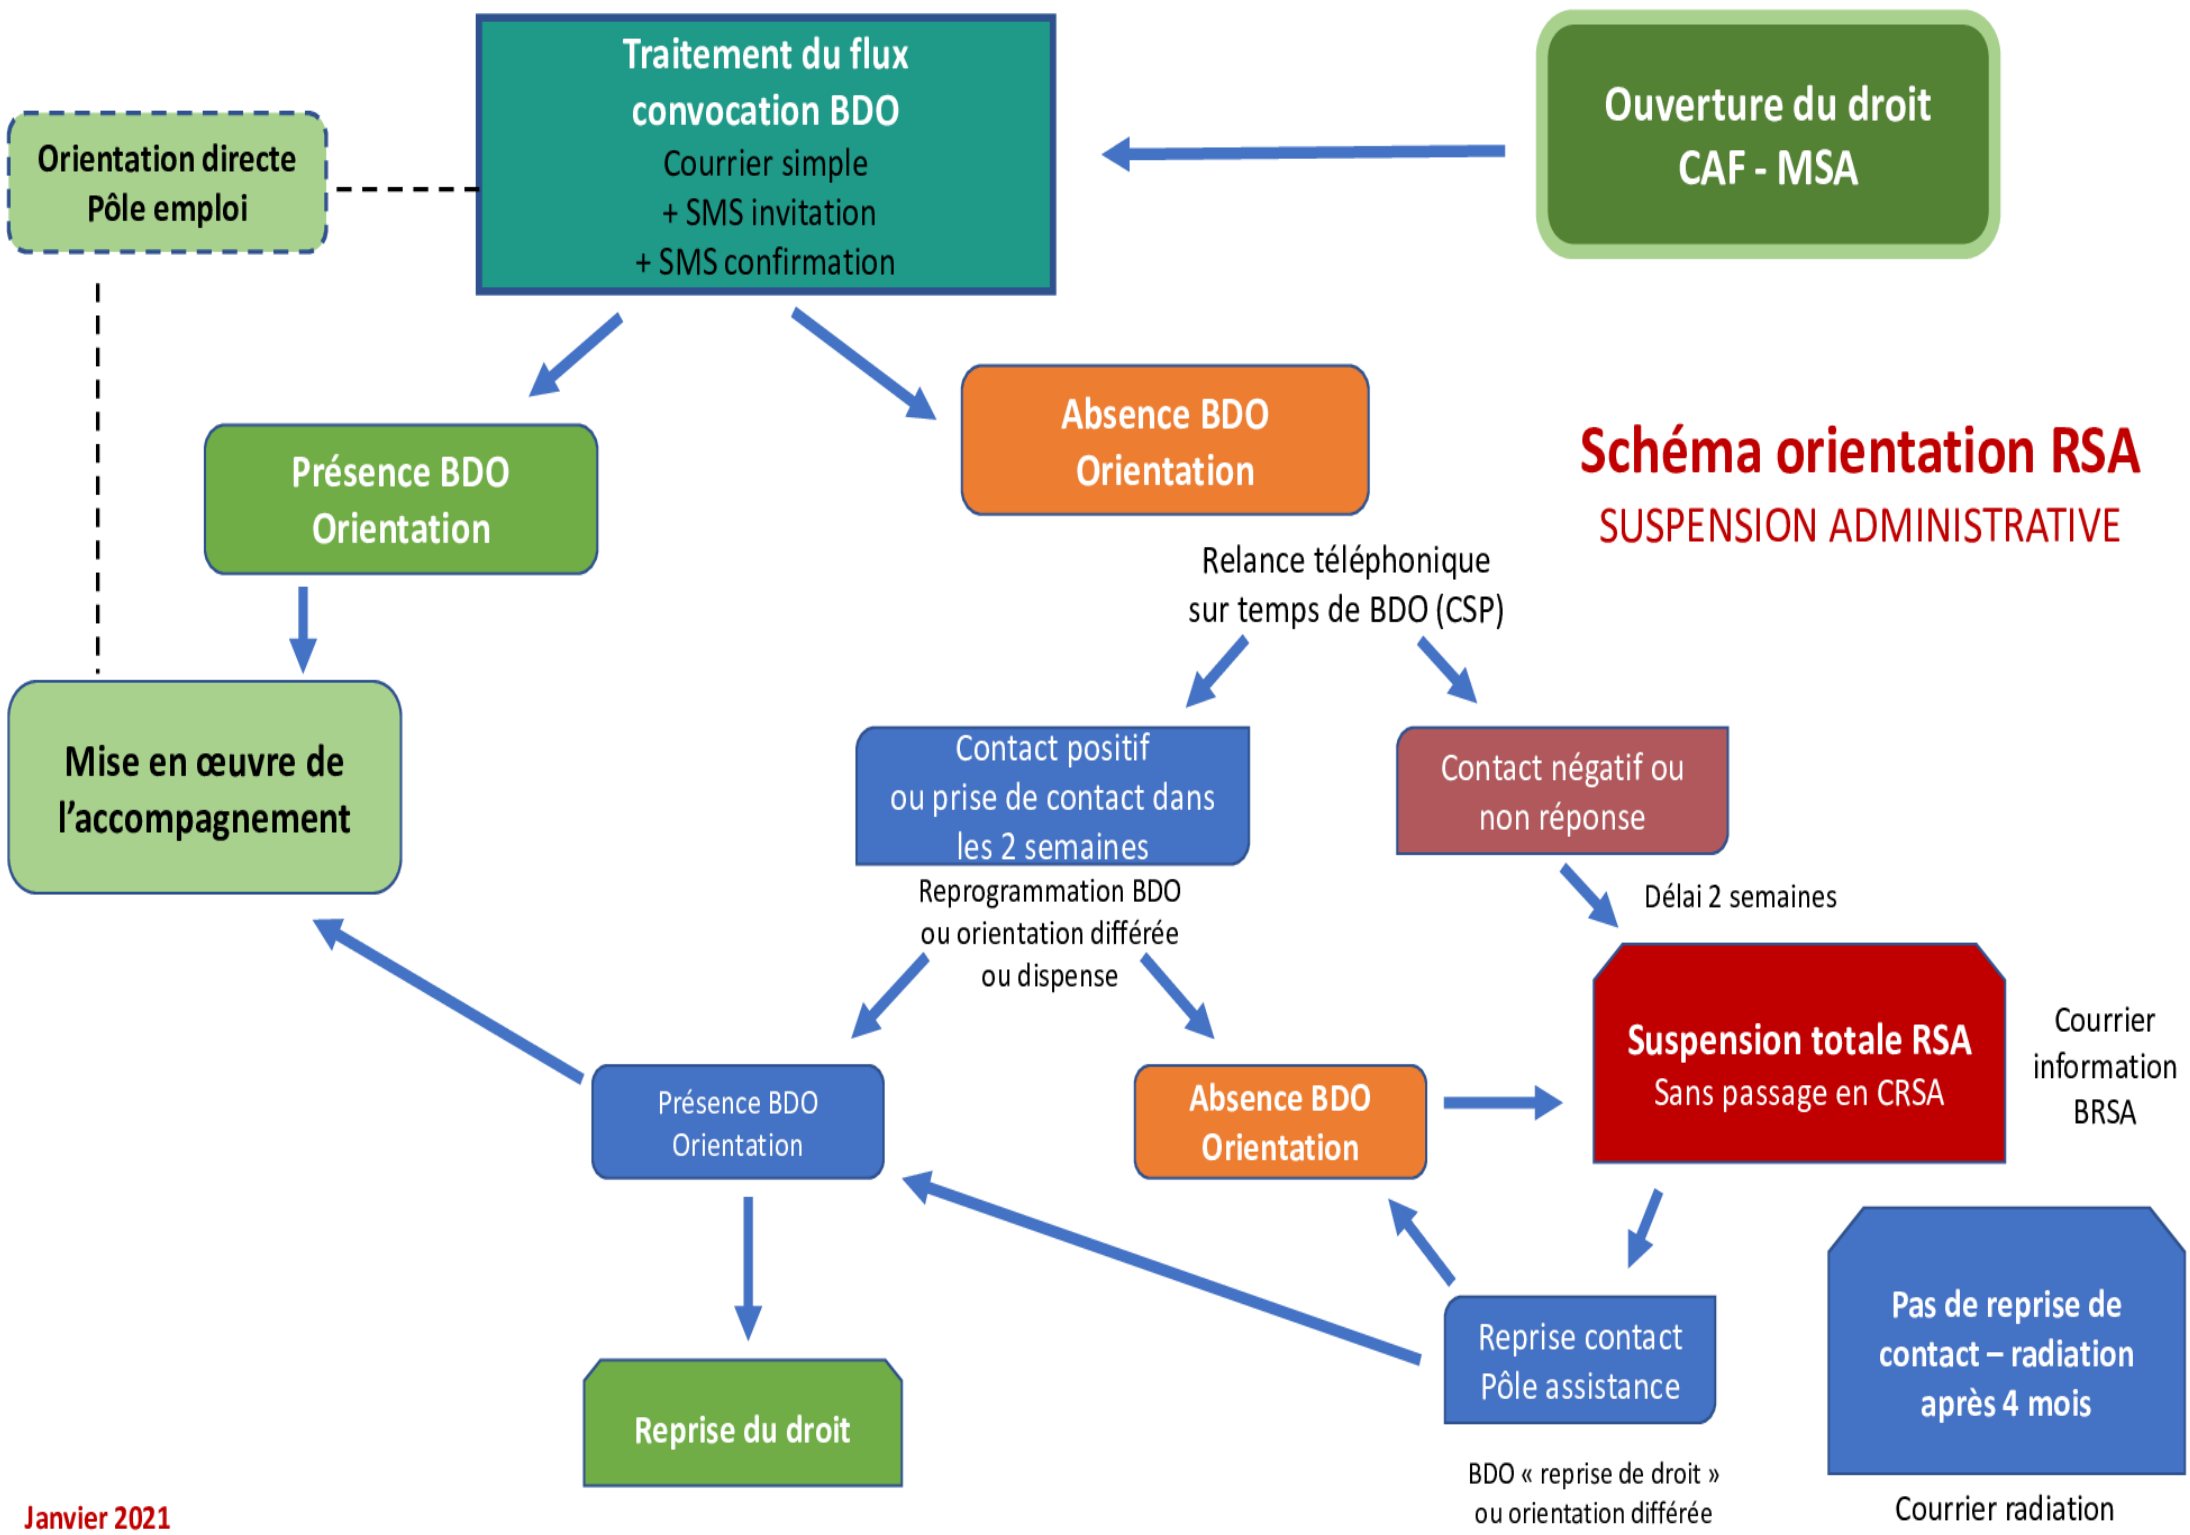 Traitement du flux
convocation BDO
Courrier simple
+ SMS invitation
+ SMS confirmation
Ouverture du droit
CAF - MSA
Orientation directe
Pôle emploi
Absence BDO
Orientation
Schéma orientation RSA
SUSPENSION ADMINISTRATIVE
Présence BDO
Orientation
Relance téléphonique
sur temps de BDO (CSP)
Mise en œuvre de
l’accompagnement
Contact positif
ou prise de contact dans
les 2 semaines
Contact négatif ou
non réponse
Reprogrammation BDO
ou orientation différée
ou dispense
Délai 2 semaines
Suspension totale RSA
Sans passage en CRSA
Courrier
information
BRSA
Présence BDO
Orientation
Absence BDO
Orientation
Reprise contact
Pôle assistance
Pas de reprise de
contact – radiation
après 4 mois
Reprise du droit
BDO « reprise de droit »
ou orientation différée
Courrier radiation
Janvier 2021